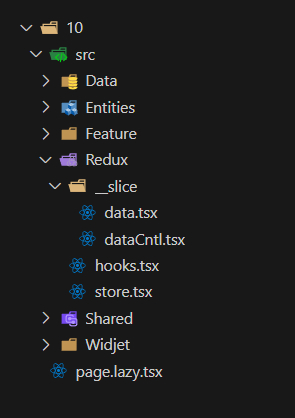 10
src
Data
Entities
Feature
Redux
__slice
data.tsx
dataCntl.tsx
hooks.tsx
store.tsx
Shared
Widjet
page.lazy.tsx